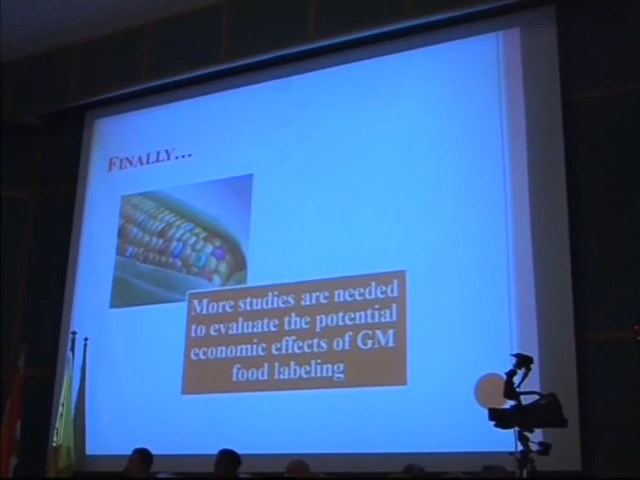 FINALLY...
More studies are needed
to evaluate the potential
economic effects of GM
food labeling